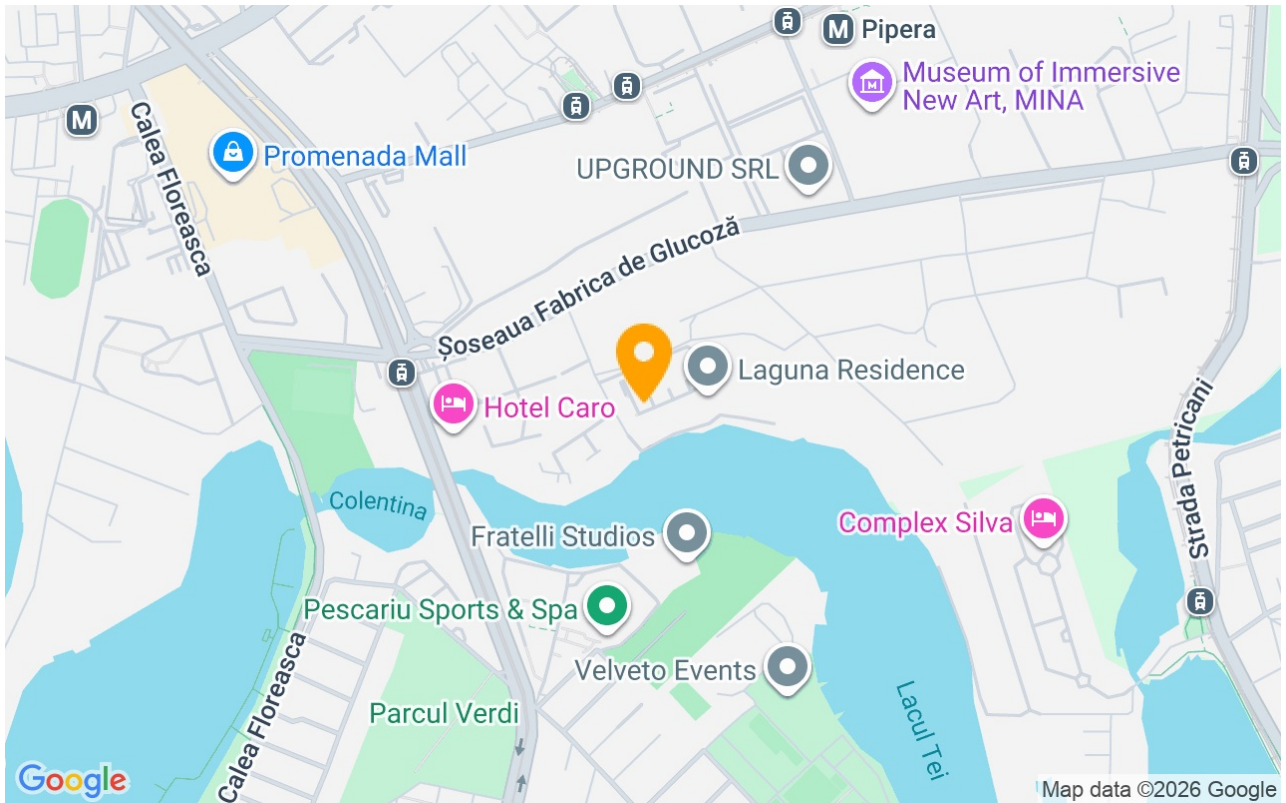 M Pipera
Museum of Immersive
New Art, MINA
M
Calea Floreasca
Promenada Mall
UPGROUND SRL
Șoseaua Fabrica de Glucoză
Laguna Residence
Hotel Caro
Strada Petricani
Colentina
Complex Silva
Fratelli Studios
Pescariu Sports & Spa
Calea Floreasca
Velveto Events
Parcul Verdi
Lacul Tei
Google
Map data ©2026 Google